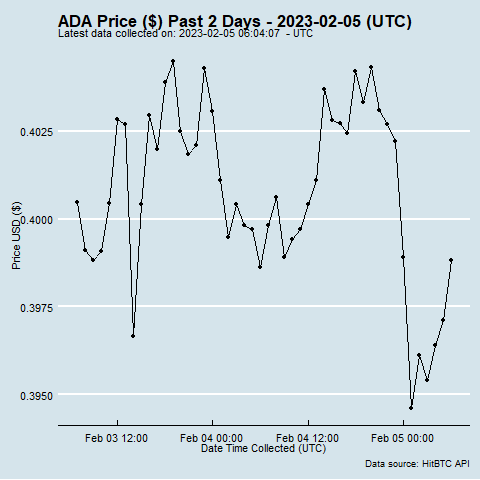 ADA Price ($) Past 2 Days - 2023-02-05 (UTC)
Latest data collected on: 2023-02-05 06:04:07 - UTC
0.4025
0.4000
0.3975
0.3950
Price USD ($)
Feb 03 12:00 Feb 04 00:00 Feb 04 12:00 Feb 05 00:00
Date Time Collected (UTC)
Data source: HitBTC API